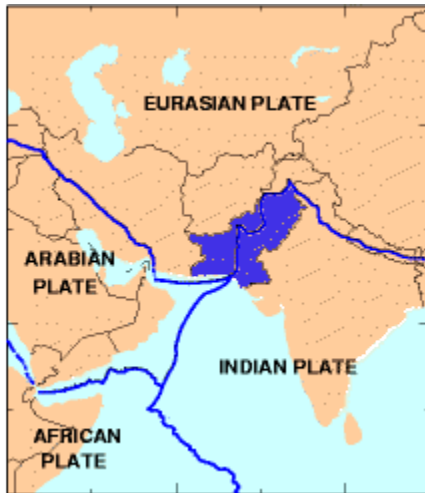 EURASIAN PLATE
ARABIAN
PLATE
INDIAN PLATE
AFRICAN
PLATE